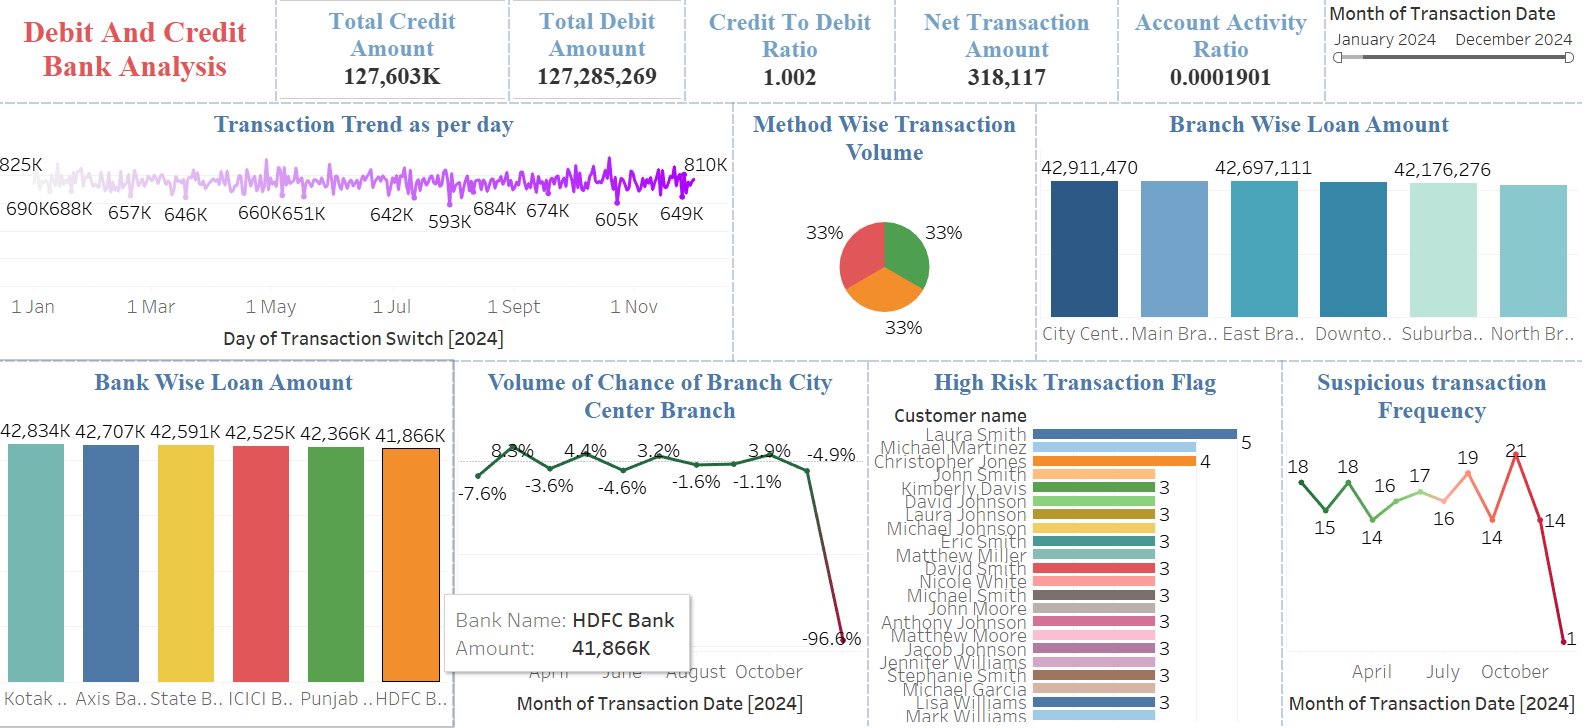 Debit And Credit
Bank Analysis
Total Credit
Amount
127,603K
Total Debit
Amouunt
127,285,269
Credit To Debit
Ratio
1.002
Net Transaction
Amount
318,117
Account Activity
Ratio
0.0001901
Month of Transaction Date
January 2024 December 2024
Transaction Trend as per day
825K
810K
690K 688K 657K 646K 660K 651K 642K 593K 684K 674K 605K 649K
1 Jan 1 Mar 1 May 1 Jul 1 Sept 1 Nov
Day of Transaction Switch [2024]
Method Wise Transaction
Volume
33% 33%
33%
Branch Wise Loan Amount
42,911,470 42,697,111 42,176,276
City Cent.. Main Bra.. East Bra.. Downto.. Suburba.. North Br..
Bank Wise Loan Amount
42,834K 42,707K 42,591K 42,525K 42,366K 41,866K
Kotak .. Axis Ba.. State B.. ICICI B.. Punjab .. HDFC B..
Volume of Chance of Branch City
Center Branch
8.3% 4.4% 3.2% 3.9% -4.9%
-7.6% -3.6% -4.6% -1.6% -1.1%
-96.6%
Bank Name: HDFC Bank
Amount: 41,866K
April June August October
Month of Transaction Date [2024]
High Risk Transaction Flag
Customer name
Laura Smith 5
Michael Martinez
Christopher Jones 4
John Smith
Kimberly Davis 3
David Johnson
Laura Johnson 3
Michael Johnson
Eric Smith 3
Matthew Miller
David Smith 3
Nicole White
Michael Smith 3
John Moore
Anthony Johnson 3
Matthew Moore
Jacob Johnson 3
Jennifer Williams
Stephanie Smith 3
Michael Garcia
Lisa Williams 3
Mark Williams
Suspicious transaction
Frequency
18 15 18 14 16 17 16 19 14 21 14 1
April July October
Month of Transaction Date [2024]